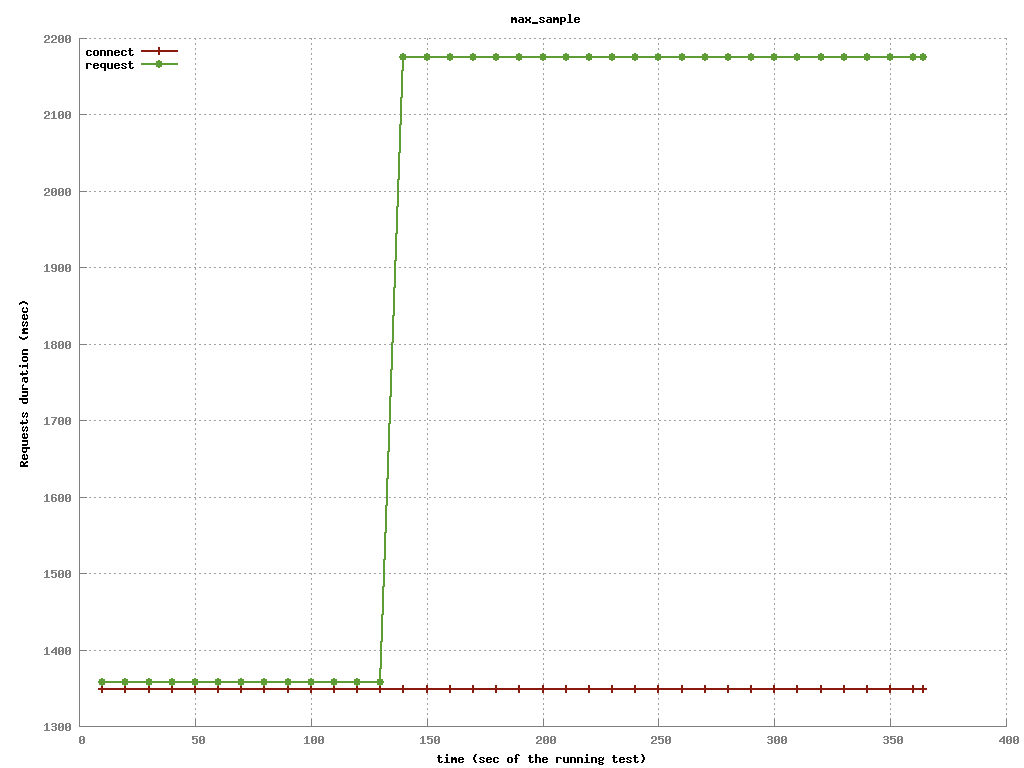 max_sample
connect
request
2200
2100
2000
1900
1800
1700
1600
1500
1400
1300
Requests duration (msec)
0 50 100 150 200 250 300 350 400
time (sec of the running test)